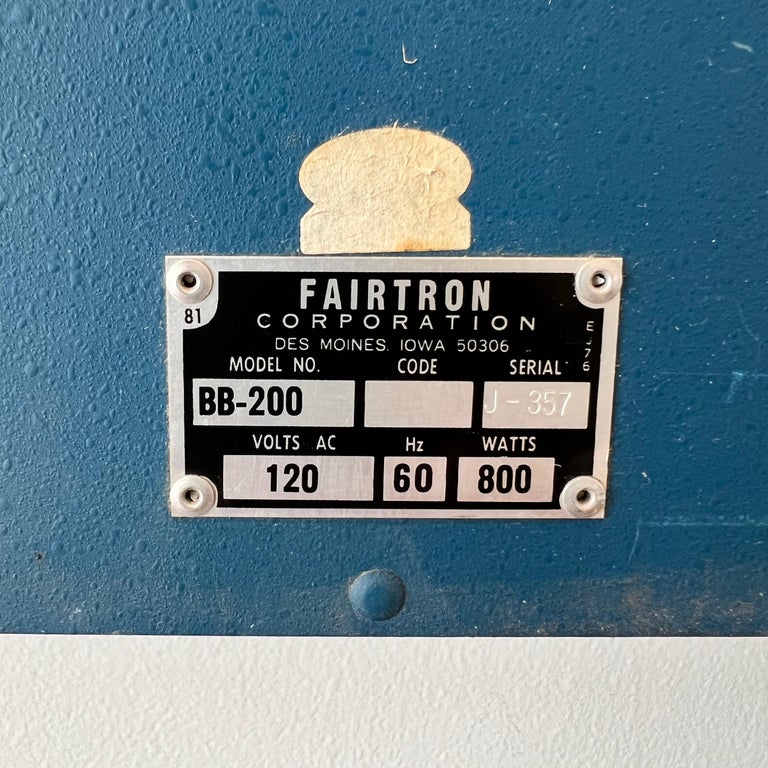 FAIRTRON
CORPORATION
DES MOINES, IOWA 50306
81
MODEL NO.
CODE
SERIAL
BB-200
J-357
VOLTS AC
Hz
WATTS
120
60
800